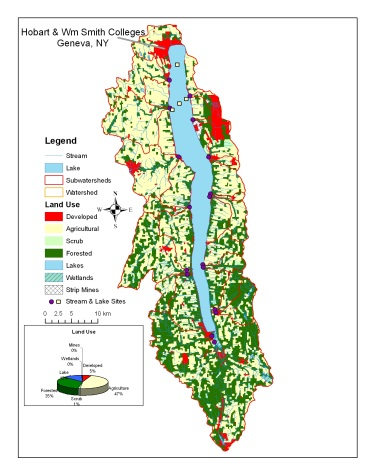 Hobart & Wm Smith Colleges
Geneva, NY
Legend
Stream
Lake
Subwatersheds
Watershed
Land Use
Developed
Agricultural
Scrub
Forested
Lakes
Wetlands
Strip Mines
Stream & Lake Sites
N
W
E
S
0 2.5 5 10 km
Land Use
Mines
0%
Wetlands
0%
Lake
Developed
5%
Forested
35%
Scrub
1%
Agriculture
47%